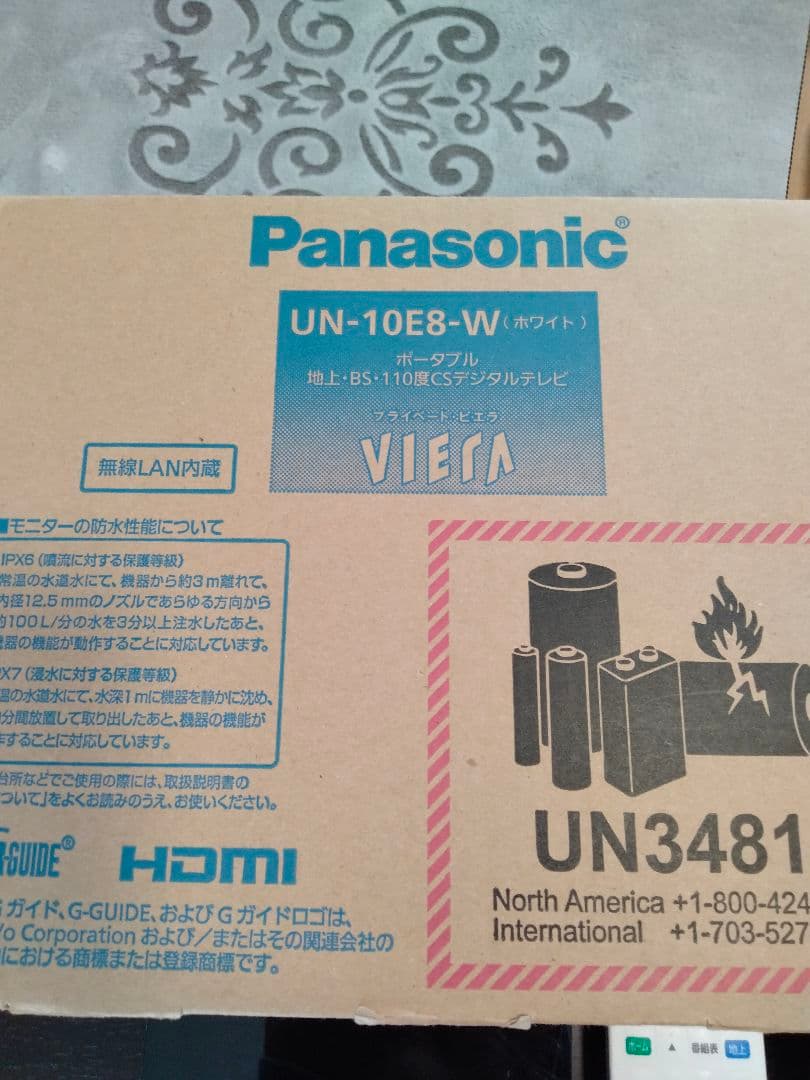 Panasonic®
UN-10E8-W（ホワイト）
ポータブル
地上・BS・110度CSデジタルテレビ
プライベート・ビエラ
VIErA
無線LAN内蔵
■モニターの防水性能について
IPX6（噴流に対する保護等級）
常温の水道水にて、機器から約3m離れて、
内径12.5mmのノズルであらゆる方向から
約100L/分の水を3分以上注水したあと、
機器の機能が動作することに対応しています。
PX7（浸水に対する保護等級）
温の水道水にて、水深1mに機器を静かに沈め、
分間放置して取り出したあと、機器の機能が
作することに対応しています。
台所などでご使用の際には、取扱説明書の
ついて」をよくお読みのうえ、お使いください。
G-GUIDE®
HDMI
Gガイド、G-GUIDE、およびGガイドロゴは、
Vo Corporation および／またはその関連会社の
における商標または登録商標です。
UN3481
North America +1-800-424
International +1-703-527
ホーム ▲ 番組表 地上